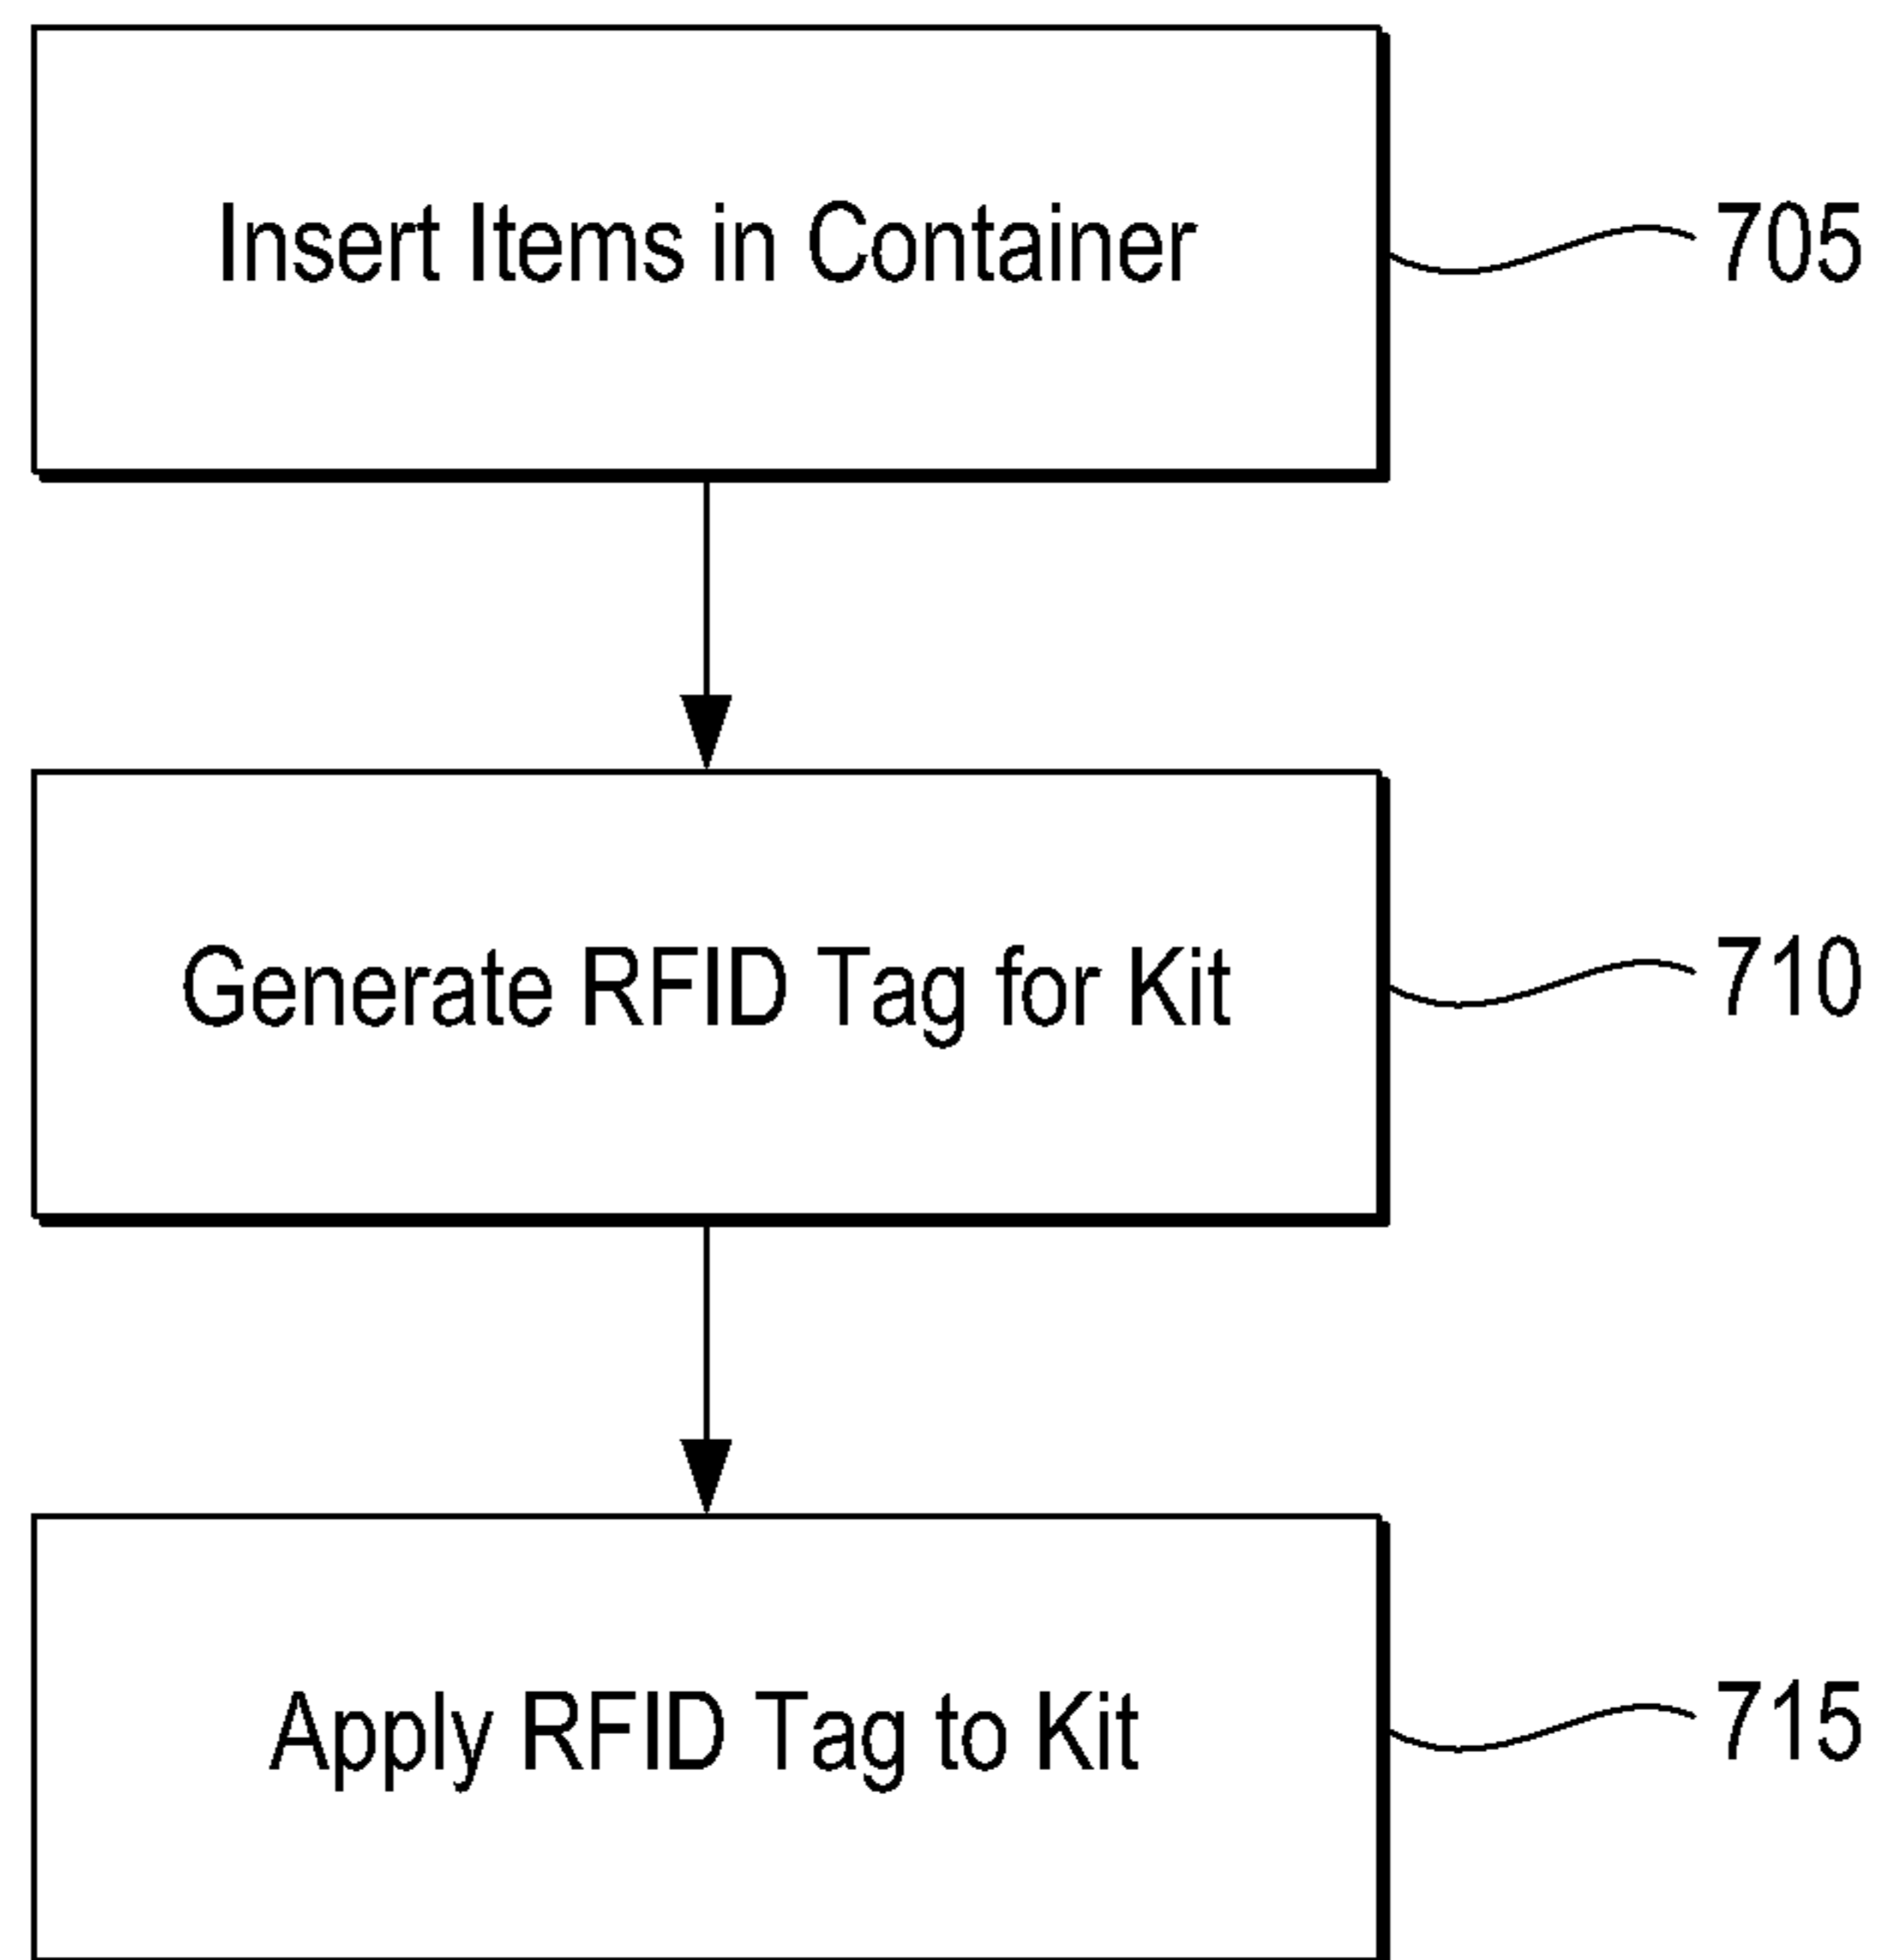 Insert Items in Container
705
Generate RFID Tag for Kit
710
Apply RFID Tag to Kit
715